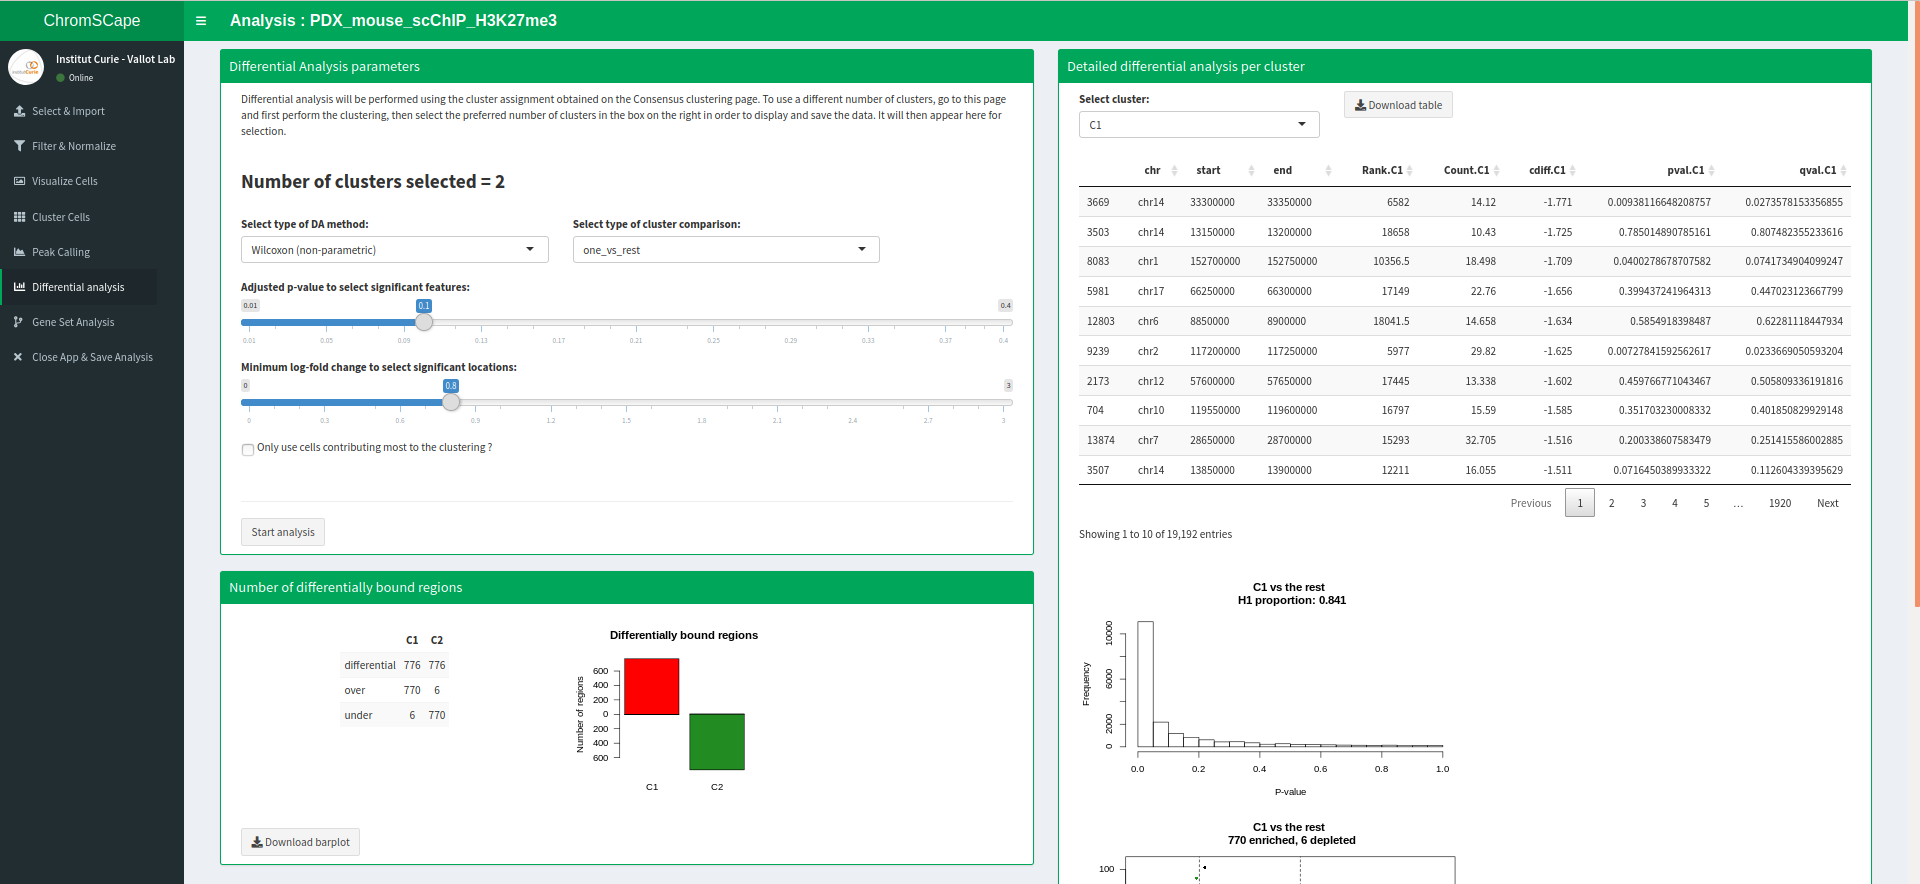 ChromSCape
Analysis : PDX_mouse_scChIP_H3K27me3
Institut Curie - Vallot Lab
Online
Select & Import
Filter & Normalize
Visualize Cells
Cluster Cells
Peak Calling
Differential analysis
Gene Set Analysis
Close App & Save Analysis
Differential Analysis parameters
Differential analysis will be performed using the cluster assignment obtained on the Consensus clustering page. To use a different number of clusters, go to this page
and first perform the clustering, then select the preferred number of clusters in the box on the right in order to display and save the data. It will then appear here for
selection.
Number of clusters selected = 2
Select type of DA method: Select type of cluster comparison:
Wilcoxon (non-parametric) one_vs_rest
Adjusted p-value to select significant features:
0.01 0.1 0.4
0.01 0.05 0.09 0.13 0.17 0.21 0.25 0.29 0.33 0.37 0.4
Minimum log-fold change to select significant locations:
0 0.8 3
0 0.3 0.6 0.9 1.2 1.5 1.8 2.1 2.4 2.7 3
Only use cells contributing most to the clustering ?
Start analysis
Number of differentially bound regions
C1 C2
differential 776 776
over 770 6
under 6 770
Differentially bound regions
Number of regions
600
400
200
0
200
400
600
C1 C2
Download barplot
Detailed differential analysis per cluster
Select cluster:
C1
Download table
chr start end Rank.C1 Count.C1 cdiff.C1 pval.C1 qval.C1
3669 chr14 33300000 33350000 6582 14.12 -1.771 0.00938116648208757 0.0273578153356855
3503 chr14 13150000 13200000 18658 10.43 -1.725 0.785014890785161 0.807482355233616
8083 chr1 152700000 152750000 10356.5 18.498 -1.709 0.0400278678707582 0.0741734904099247
5981 chr17 66250000 66300000 17149 22.76 -1.656 0.399437241964313 0.447023123667799
12803 chr6 8850000 8900000 18041.5 14.658 -1.634 0.5854918398487 0.62281118447934
9239 chr2 117200000 117250000 5977 29.82 -1.625 0.00727841592562617 0.0233669050593204
2173 chr12 57600000 57650000 17445 13.338 -1.602 0.459766771043467 0.505809336191816
704 chr10 119550000 119600000 16797 15.59 -1.585 0.351703230008332 0.401850829929148
13874 chr7 28650000 28700000 15293 32.705 -1.516 0.200338607583479 0.251415586002885
3507 chr14 13850000 13900000 12211 16.055 -1.511 0.0716450389933322 0.112604339395629
Previous 1 2 3 4 5 … 1920 Next
Showing 1 to 10 of 19,192 entries
C1 vs the rest
H1 proportion: 0.841
Frequency
10000
6000
2000
0
0.0 0.2 0.4 0.6 0.8 1.0
P-value
C1 vs the rest
770 enriched, 6 depleted
100